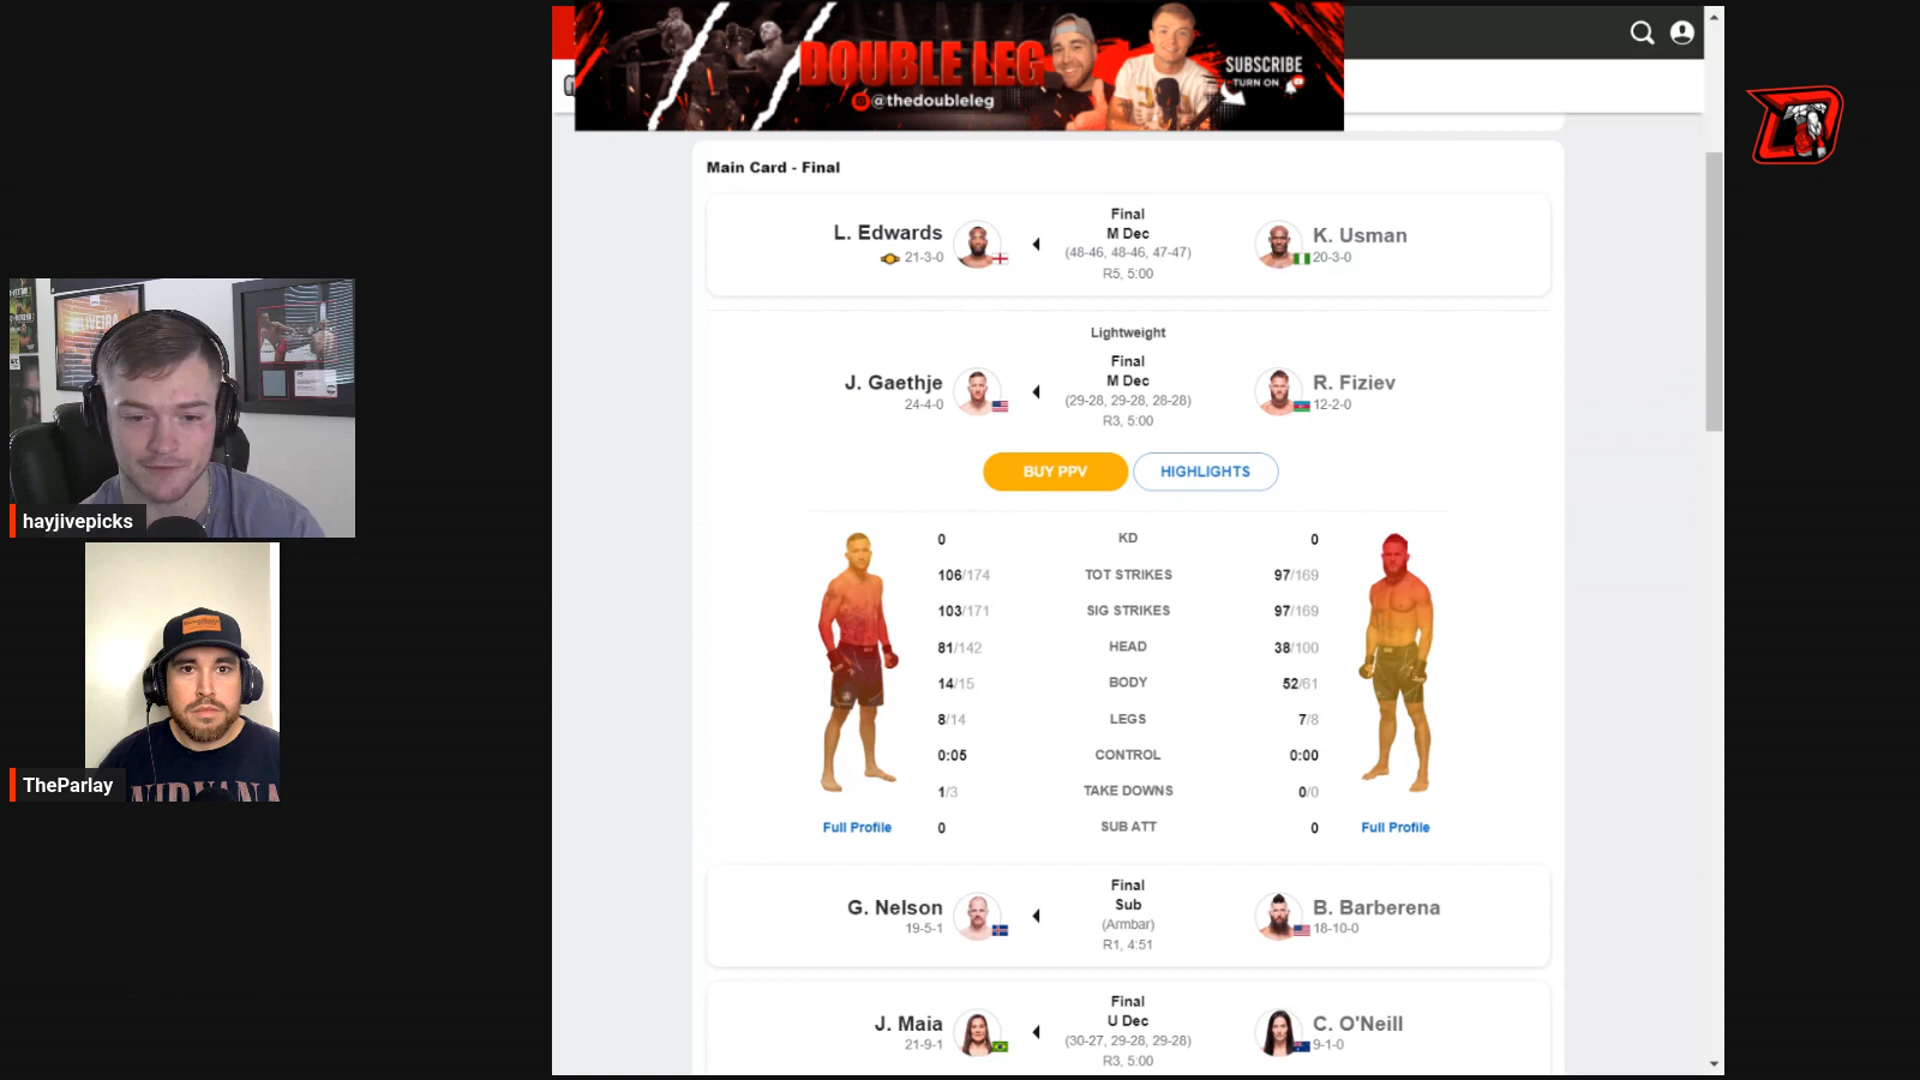 DOUBLE LEG
@thedoubleleg
SUBSCRIBE
TURN ON
Main Card - Final
L. Edwards
21-3-0
Final
M Dec
(48-46, 48-46, 47-47)
R5, 5:00
K. Usman
20-3-0
Lightweight
J. Gaethje
24-4-0
Final
M Dec
(29-28, 29-28, 28-28)
R3, 5:00
R. Fiziev
12-2-0
BUY PPV
HIGHLIGHTS
0 KD 0
106/174 TOT STRIKES 97/169
103/171 SIG STRIKES 97/169
81/142 HEAD 38/100
14/15 BODY 52/61
8/14 LEGS 7/8
0:05 CONTROL 0:00
1/3 TAKE DOWNS 0/0
Full Profile 0 SUB ATT 0 Full Profile
G. Nelson
19-5-1
Final
Sub
(Armbar)
R1, 4:51
B. Barberena
18-10-0
J. Maia
21-9-1
Final
U Dec
(30-27, 29-28, 29-28)
R3, 5:00
C. O'Neill
9-1-0
hayjivepicks
TheParlay
NIRVANA